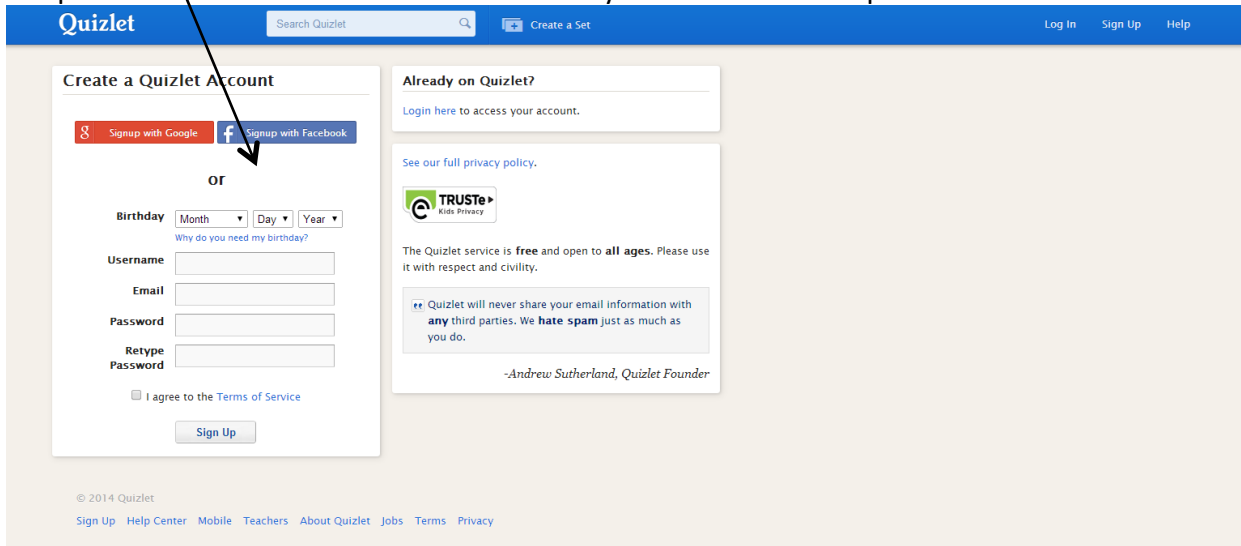 Quizlet
Search Quizlet
Create a Set
Log In Sign Up Help
Create a Quizlet Account
Signup with Google
f Signup with Facebook
or
Birthday Month Day Year
Why do you need my birthday?
Username
Email
Password
Retype
Password
I agree to the Terms of Service
Sign Up
Already on Quizlet?
Login here to access your account.
See our full privacy policy.
TRUSTe
Kids Privacy
The Quizlet service is free and open to all ages. Please use
it with respect and civility.
Quizlet will never share your email information with
any third parties. We hate spam just as much as
you do.
-Andrew Sutherland, Quizlet Founder
© 2014 Quizlet
Sign Up Help Center Mobile Teachers About Quizlet Jobs Terms Privacy